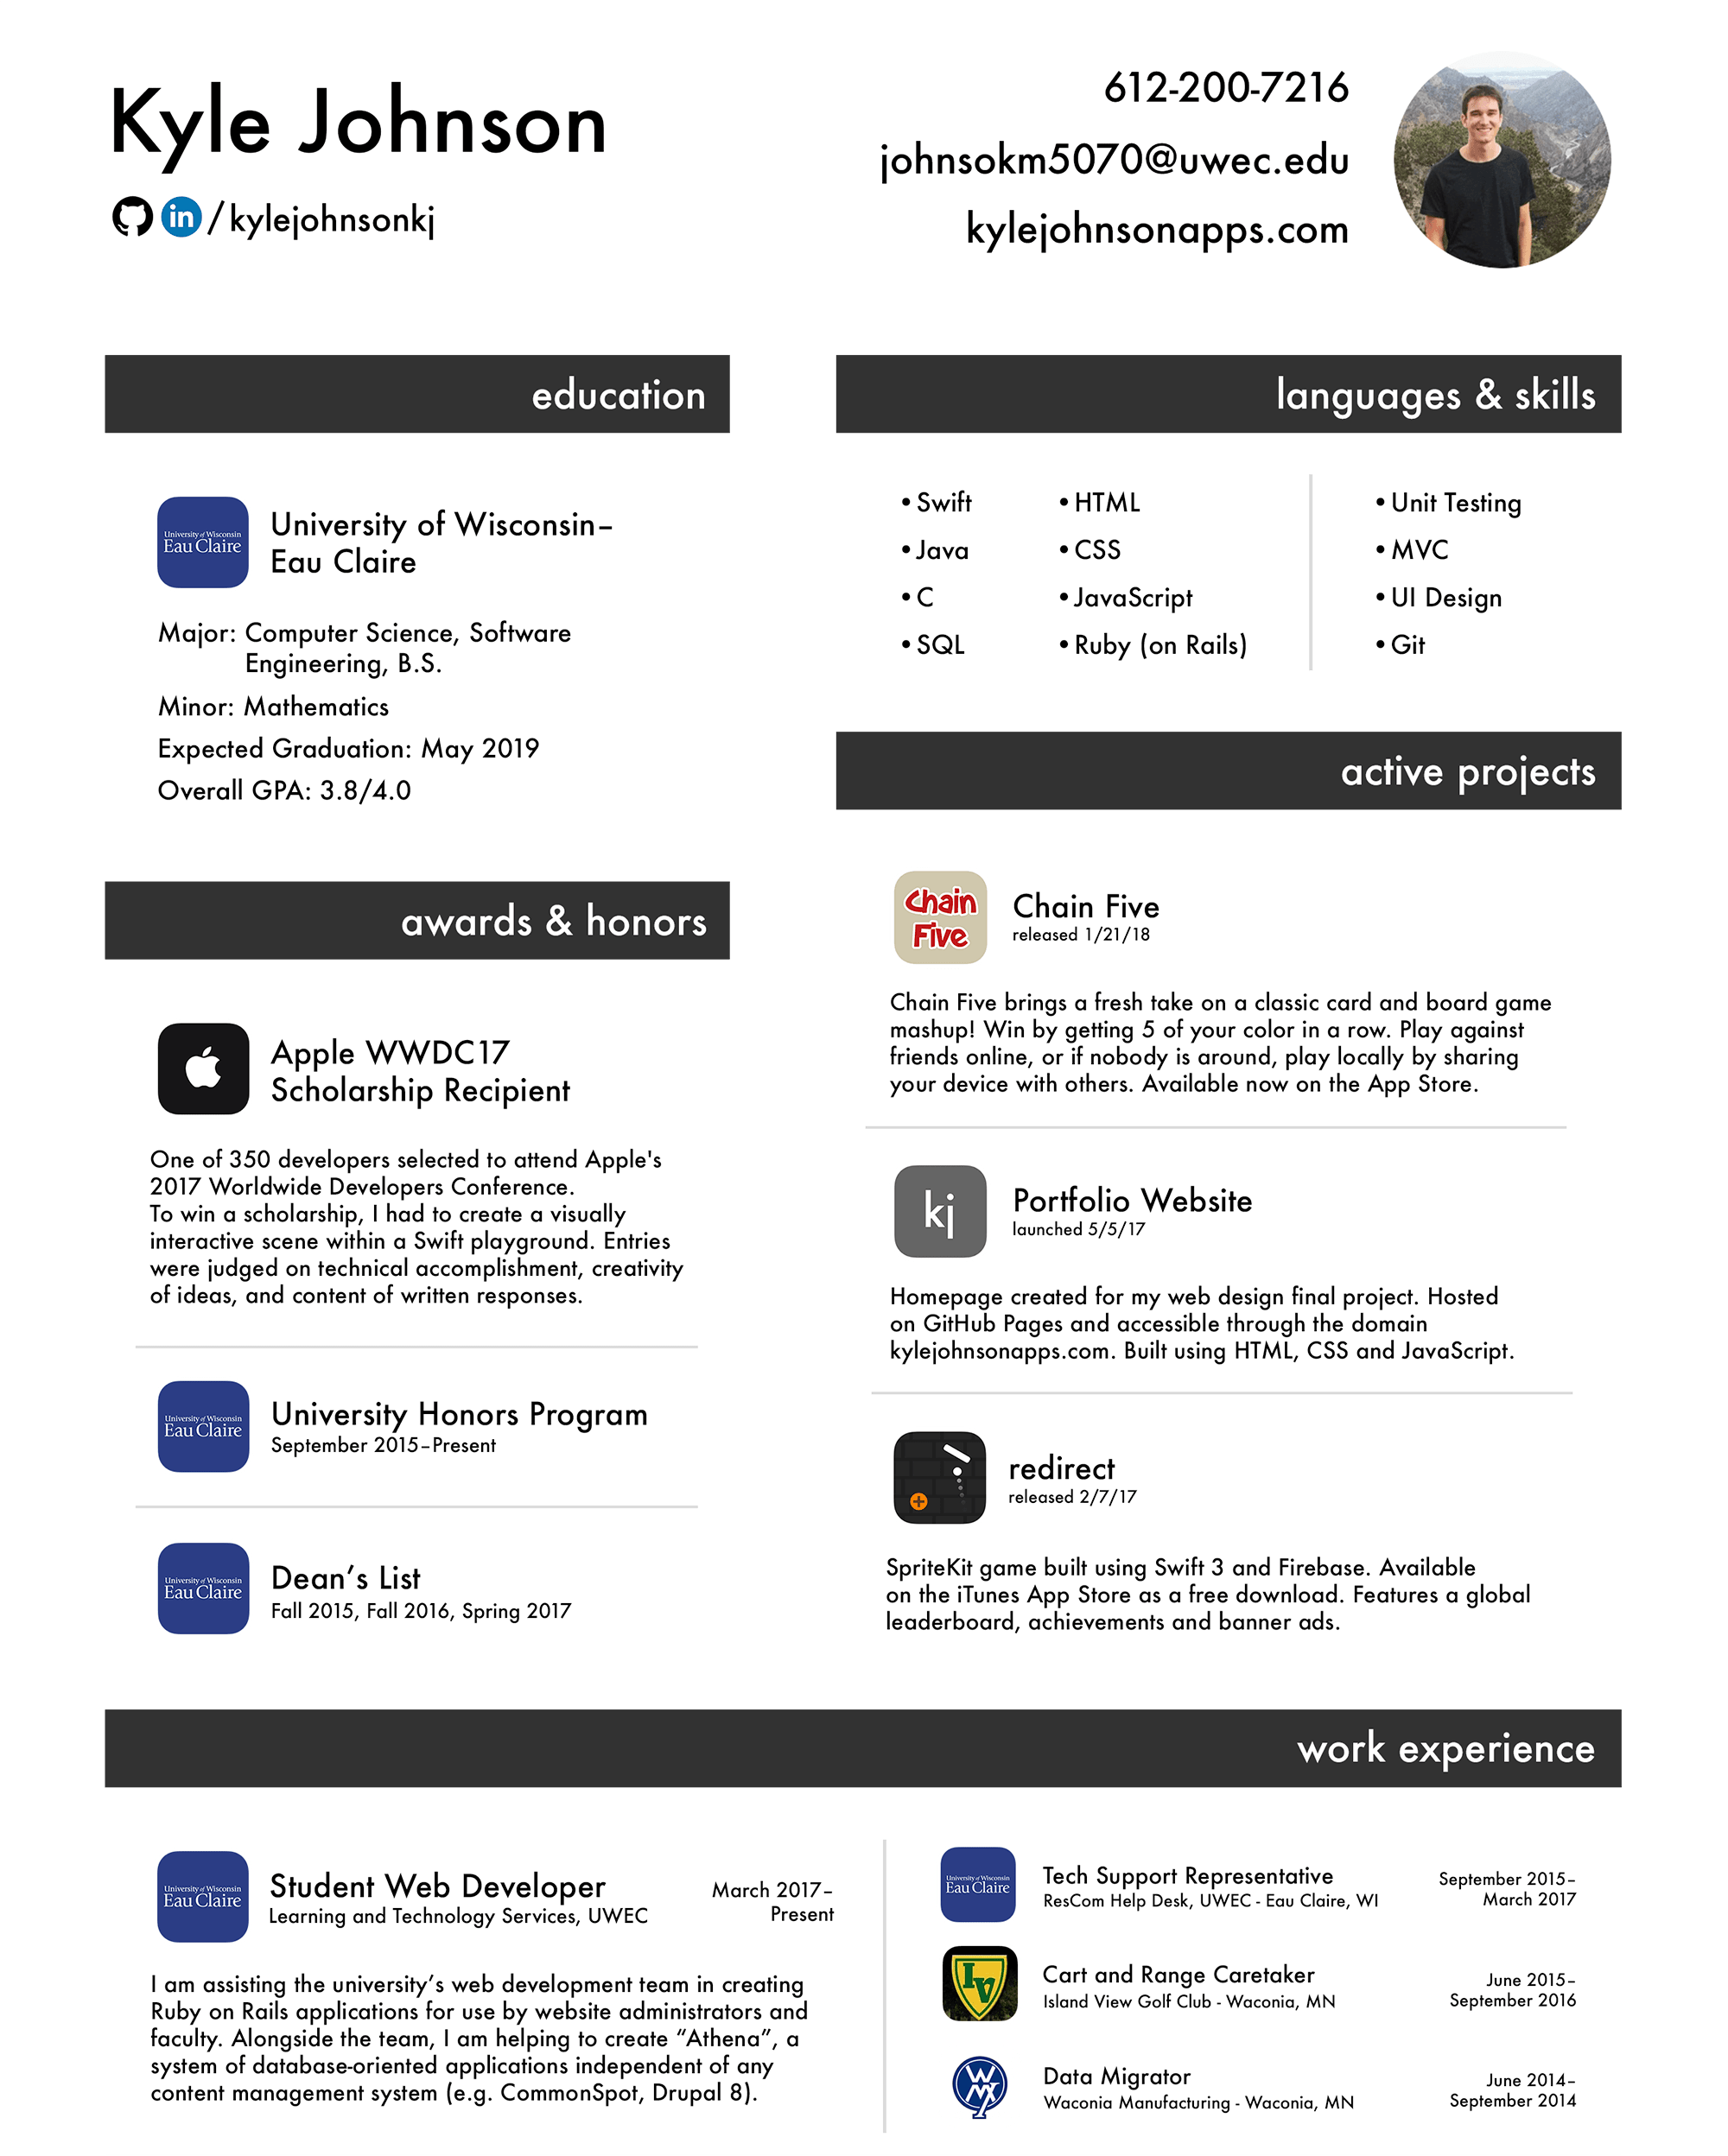 Kyle Johnson
in / kylejohnsonkj
612-200-7216
johnsokm5070@uwec.edu
kylejohnsonapps.com
education
University of Wisconsin
Eau Claire
University of Wisconsin–
Eau Claire
Major: Computer Science, Software
Engineering, B.S.
Minor: Mathematics
Expected Graduation: May 2019
Overall GPA: 3.8/4.0
awards & honors
Apple WWDC17
Scholarship Recipient
One of 350 developers selected to attend Apple's
2017 Worldwide Developers Conference.
To win a scholarship, I had to create a visually
interactive scene within a Swift playground. Entries
were judged on technical accomplishment, creativity
of ideas, and content of written responses.
University of Wisconsin
Eau Claire
University Honors Program
September 2015–Present
University of Wisconsin
Eau Claire
Dean’s List
Fall 2015, Fall 2016, Spring 2017
languages & skills
• Swift
• Java
• C
• SQL
• HTML
• CSS
• JavaScript
• Ruby (on Rails)
• Unit Testing
• MVC
• UI Design
• Git
active projects
Chain
Five
Chain Five
released 1/21/18
Chain Five brings a fresh take on a classic card and board game
mashup! Win by getting 5 of your color in a row. Play against
friends online, or if nobody is around, play locally by sharing
your device with others. Available now on the App Store.
kj
Portfolio Website
launched 5/5/17
Homepage created for my web design final project. Hosted
on GitHub Pages and accessible through the domain
kylejohnsonapps.com. Built using HTML, CSS and JavaScript.
redirect
released 2/7/17
SpriteKit game built using Swift 3 and Firebase. Available
on the iTunes App Store as a free download. Features a global
leaderboard, achievements and banner ads.
work experience
University of Wisconsin
Eau Claire
Student Web Developer
Learning and Technology Services, UWEC
March 2017–
Present
I am assisting the university’s web development team in creating
Ruby on Rails applications for use by website administrators and
faculty. Alongside the team, I am helping to create “Athena”, a
system of database-oriented applications independent of any
content management system (e.g. CommonSpot, Drupal 8).
University of Wisconsin
Eau Claire
Tech Support Representative
ResCom Help Desk, UWEC - Eau Claire, WI
September 2015–
March 2017
IV
Cart and Range Caretaker
Island View Golf Club - Waconia, MN
June 2015–
September 2016
Data Migrator
Waconia Manufacturing - Waconia, MN
June 2014–
September 2014